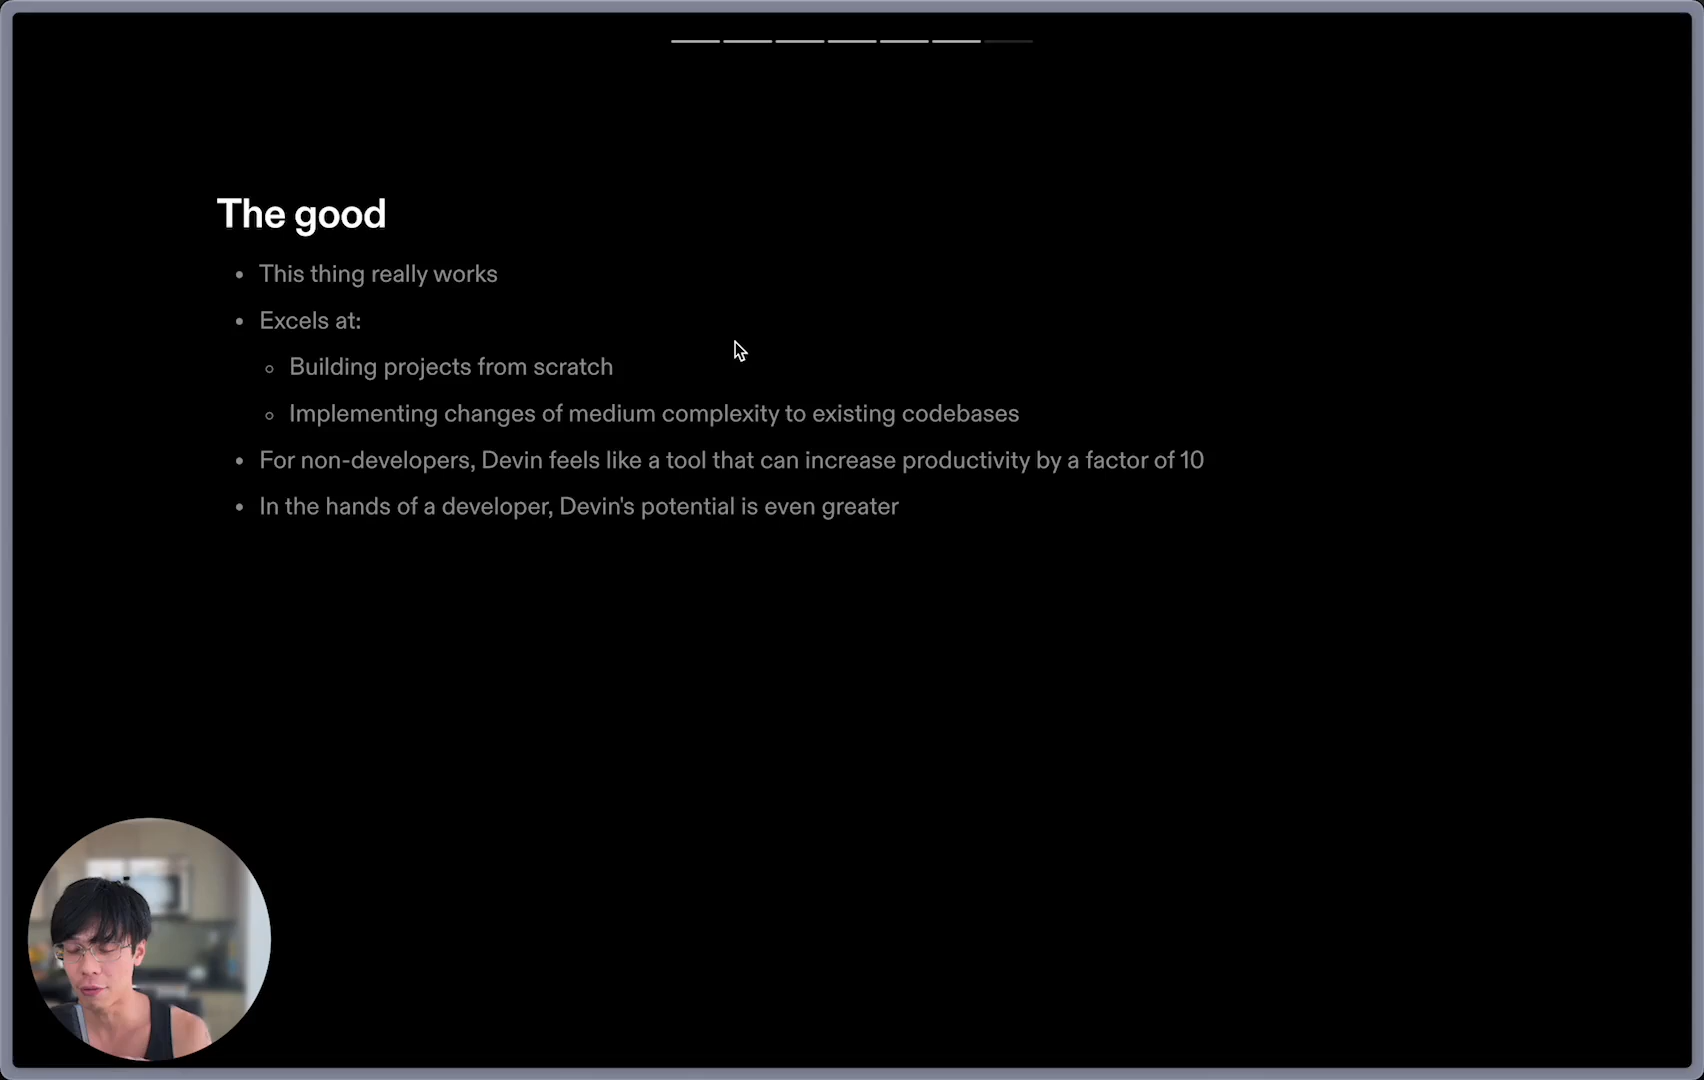 The good
• This thing really works
• Excels at:
◦ Building projects from scratch
◦ Implementing changes of medium complexity to existing codebases
• For non-developers, Devin feels like a tool that can increase productivity by a factor of 10
• In the hands of a developer, Devin's potential is even greater